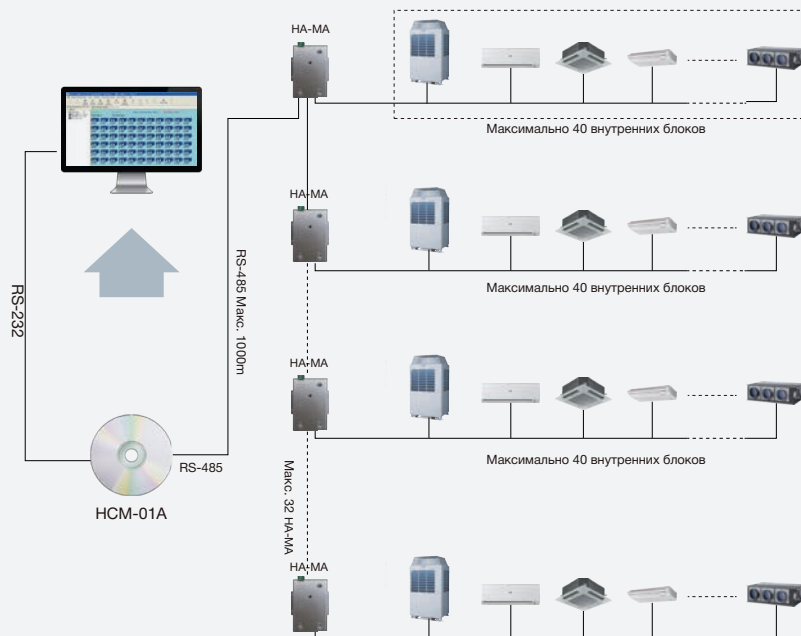 HA-MA
Максимально 40 внутренних блоков
HA-MA
Максимально 40 внутренних блоков
RS-232
RS-485 Макс. 1000m
HA-MA
Максимально 40 внутренних блоков
RS-485
HCM-01A
Макс. 32 HA-MA
HA-MA